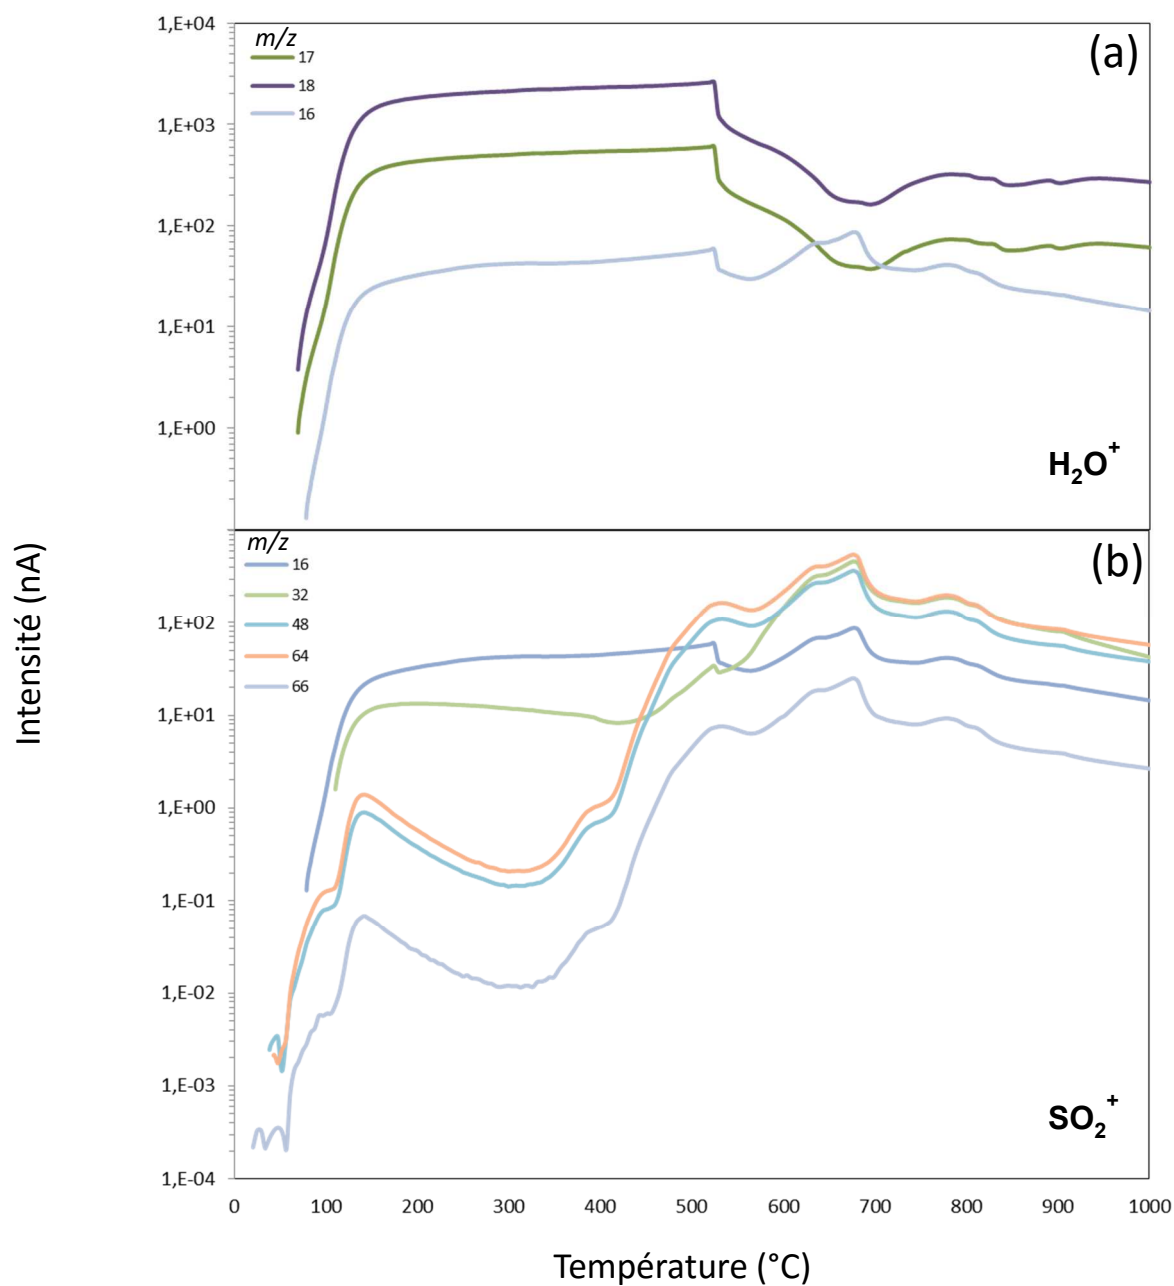 1,E+04
m/z
17
18
16
(a)
1,E+03
1,E+02
1,E+01
1,E+00
H₂O⁺
Intensité (nA)
m/z
16
32
48
64
66
(b)
1,E+02
1,E+01
1,E+00
1,E-01
1,E-02
1,E-03
1,E-04
SO₂⁺
0 100 200 300 400 500 600 700 800 900 1000
Température (°C)